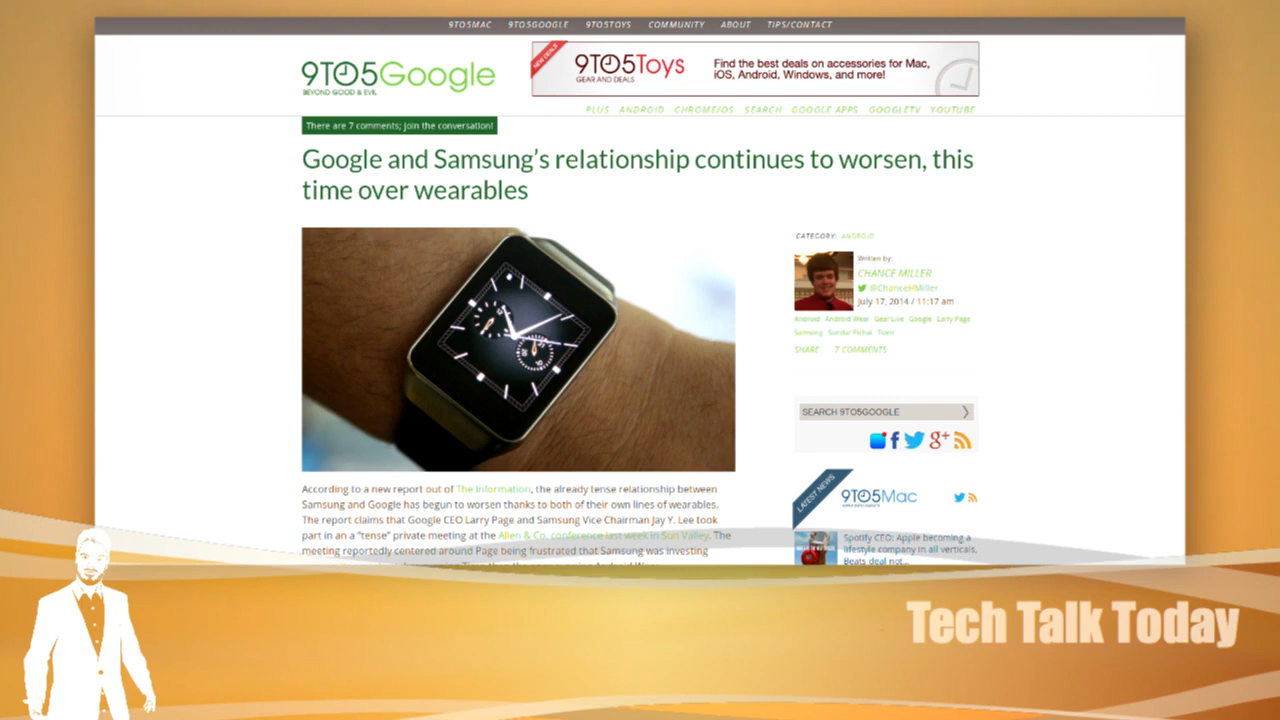 9TO5MAC 9TO5GOOGLE 9TO5TOYS COMMUNITY ABOUT TIPS/CONTACT
9TO5Google
BEYOND GOOD & EVIL
NEW DEALS
9TO5Toys
GEAR AND DEALS
Find the best deals on accessories for Mac,
iOS, Android, Windows, and more!
PLUS ANDROID CHROME/OS SEARCH GOOGLE APPS GOOGLETV YOUTUBE
There are 7 comments; join the conversation!
Google and Samsung's relationship continues to worsen, this
time over wearables
CATEGORY: ANDROID
Written by:
CHANCE MILLER
@ChanceHMiller
July 17, 2014 / 11:17 am
Android Android Wear Gear Live Google Larry Page
Samsung Sundar Pichai Tizen
SHARE 7 COMMENTS
SEARCH 9TO5GOOGLE
According to a new report out of The Information, the already tense relationship between
Samsung and Google has begun to worsen thanks to both of their own lines of wearables.
The report claims that Google CEO Larry Page and Samsung Vice Chairman Jay Y. Lee took
part in an a "tense" private meeting at the Allen & Co. conference last week in Sun Valley. The
meeting reportedly centered around Page being frustrated that Samsung was investing
LATEST NEWS
9TO5Mac
Spotify CEO: Apple becoming a
lifestyle company in all verticals,
Beats deal not...
Tech Talk Today